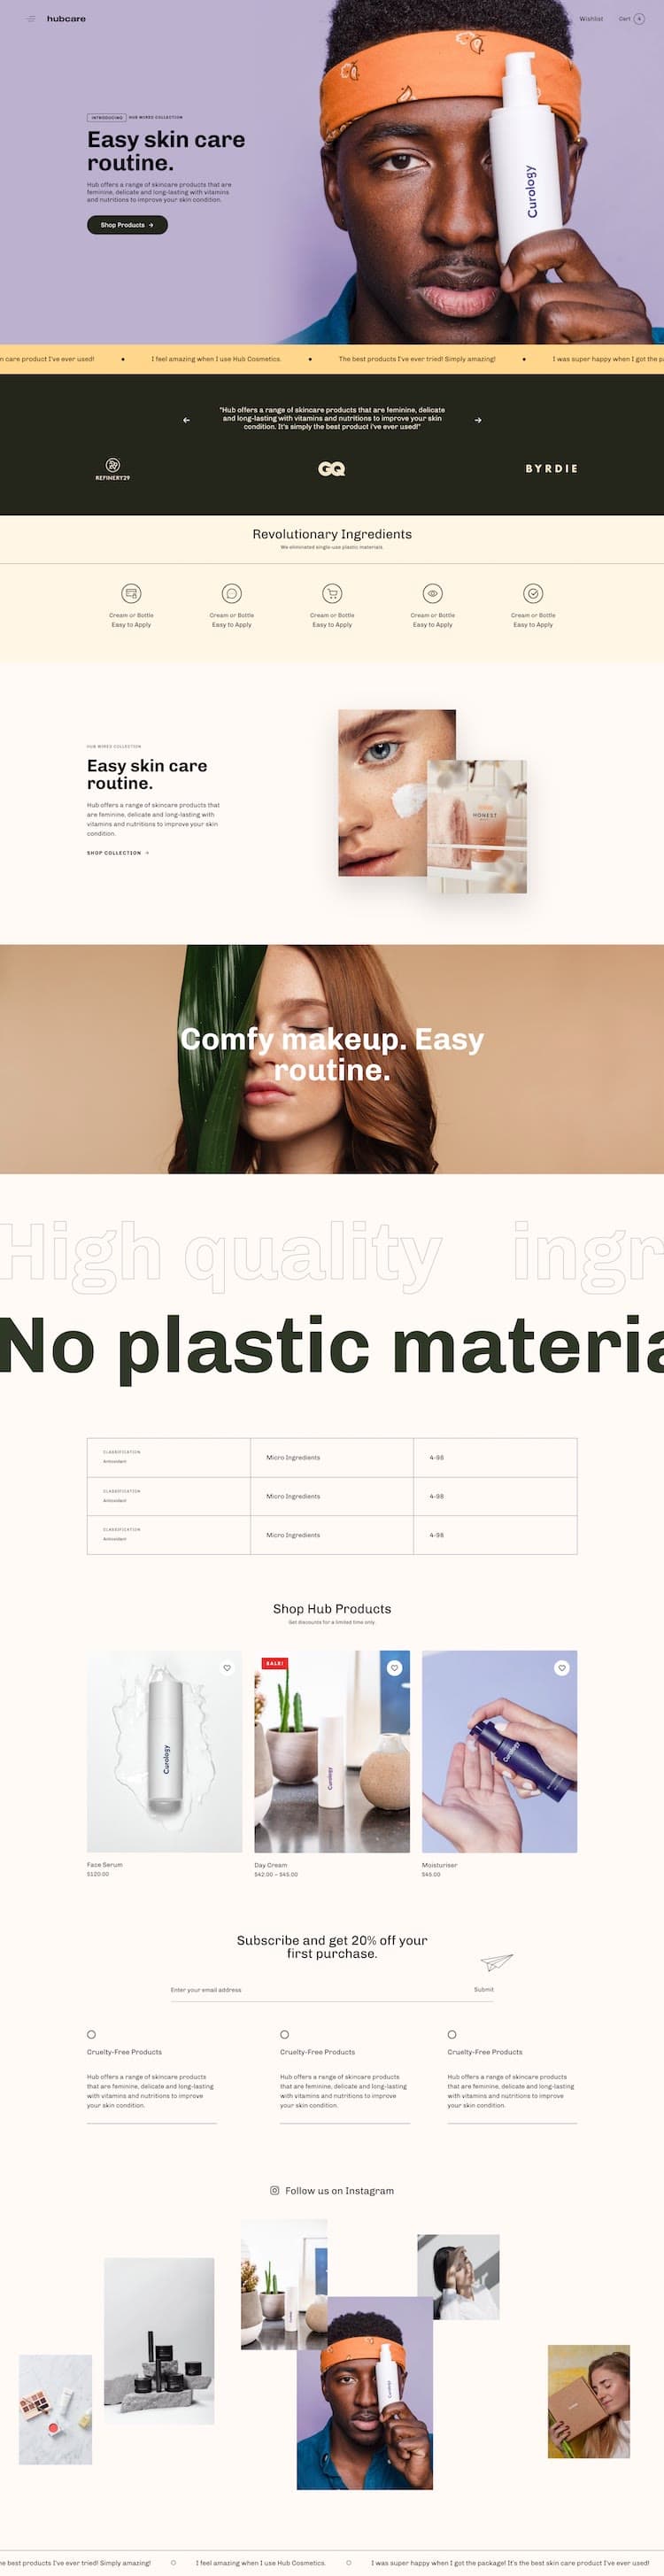 hubcare
Wishlist
Cart 4
INTRODUCING HUB WIRED COLLECTION
Easy skin care
routine.
Hub offers a range of skincare products that are
feminine, delicate and long-lasting with vitamins
and nutritions to improve your skin condition.
Shop Products →
Curology
n care product I've ever used!
I feel amazing when I use Hub Cosmetics.
The best products I've ever tried! Simply amazing!
I was super happy when I got the pa
"Hub offers a range of skincare products that are feminine, delicate
and long-lasting with vitamins and nutritions to improve your skin
condition. It's simply the best product i've ever used!"
REFINERY29
GQ
BYRDIE
Revolutionary Ingredients
We eliminated single-use plastic materials.
Cream or Bottle
Easy to Apply
Cream or Bottle
Easy to Apply
Cream or Bottle
Easy to Apply
Cream or Bottle
Easy to Apply
Cream or Bottle
Easy to Apply
HUB WIRED COLLECTION
Easy skin care
routine.
Hub offers a range of skincare products that
are feminine, delicate and long-lasting with
vitamins and nutritions to improve your skin
condition.
SHOP COLLECTION
HONEST
Comfy makeup. Easy
routine.
High quality ingr
No plastic materia
CLASSIFICATION
Antioxidant
Micro Ingredients
4-98
CLASSIFICATION
Antioxidant
Micro Ingredients
4-98
CLASSIFICATION
Antioxidant
Micro Ingredients
4-98
Shop Hub Products
Get discounts for a limited time only.
Curology
SALE!
Curology
Curology
Face Serum
$120.00
Day Cream
$42.00 – $45.00
Moisturiser
$45.00
Subscribe and get 20% off your
first purchase.
Enter your email address
Submit
Cruelty-Free Products
Hub offers a range of skincare products
that are feminine, delicate and long-lasting
with vitamins and nutritions to improve
your skin condition.
Cruelty-Free Products
Hub offers a range of skincare products
that are feminine, delicate and long-lasting
with vitamins and nutritions to improve
your skin condition.
Cruelty-Free Products
Hub offers a range of skincare products
that are feminine, delicate and long-lasting
with vitamins and nutritions to improve
your skin condition.
Follow us on Instagram
Curology
he best products I've ever tried! Simply amazing!
I feel amazing when I use Hub Cosmetics.
I was super happy when I got the package! It's the best skin care product I've ever used!